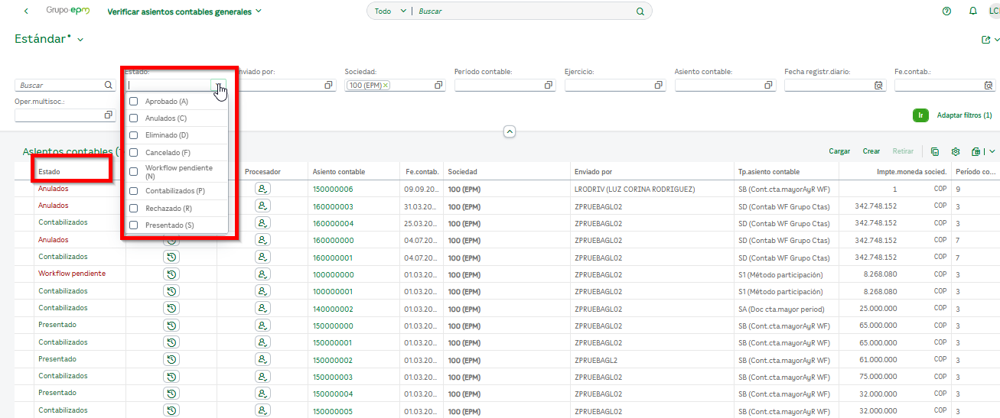 Grupo·epm Verificar asientos contables generales Todo Buscar LC
Estándar*
Estado: nviado por: Sociedad: Período contable: Ejercicio: Asiento contable: Fecha registr.diario: Fe.contab.:
Buscar 100 (EPM)
Oper.multisoc.:
Aprobado (A)
Anulados (C)
Eliminado (D)
Cancelado (F)
Workflow pendiente
(N)
Contabilizados (P)
Rechazado (R)
Presentado (S)
Ir Adaptar filtros (1)
Asientos contables ( Cargar Crear Retirar
Estado Procesador Asiento contable Fe.contab. Sociedad Enviado por Tp.asiento contable Impte.moneda socied. Período co...
Anulados 150000006 09.09.20... 100 (EPM) LRODRIV (LUZ CORINA RODRIGUEZ) SB (Cont.cta.mayorAyR WF) 1 COP 9
Anulados 160000003 31.03.20... 100 (EPM) ZPRUEBAGL02 SD (Contab WF Grupo Ctas) 342.748.152 COP 3
Contabilizados 160000004 25.03.20... 100 (EPM) ZPRUEBAGL02 SD (Contab WF Grupo Ctas) 342.748.152 COP 3
Anulados 160000000 04.07.20... 100 (EPM) ZPRUEBAGL02 SD (Contab WF Grupo Ctas) 342.748.152 COP 7
Contabilizados 160000001 04.07.20... 100 (EPM) ZPRUEBAGL02 SD (Contab WF Grupo Ctas) 342.748.152 COP 7
Workflow pendiente 100000000 01.03.20... 100 (EPM) ZPRUEBAGL02 S1 (Método participación) 8.268.080 COP 3
Contabilizados 100000001 01.03.20... 100 (EPM) ZPRUEBAGL02 S1 (Método participación) 8.268.080 COP 3
Contabilizados 140000002 01.03.20... 100 (EPM) ZPRUEBAGL02 SA (Doc cta.mayor period) 25.000.000 COP 3
Presentado 150000000 01.03.20... 100 (EPM) ZPRUEBAGL02 SB (Cont.cta.mayorAyR WF) 65.000.000 COP 3
Contabilizados 150000001 01.03.20... 100 (EPM) ZPRUEBAGL02 SB (Cont.cta.mayorAyR WF) 65.000.000 COP 3
Presentado 150000002 01.03.20... 100 (EPM) ZPRUEBAGL2 SB (Cont.cta.mayorAyR WF) 61.000.000 COP 3
Contabilizados 150000003 01.03.20... 100 (EPM) ZPRUEBAGL02 SB (Cont.cta.mayorAyR WF) 75.000.000 COP 3
Presentado 150000004 01.03.20... 100 (EPM) ZPRUEBAGL02 SB (Cont.cta.mayorAyR WF) 32.000.000 COP 3
Contabilizados 150000005 01.03.20... 100 (EPM) ZPRUEBAGL02 SB (Cont.cta.mayorAyR WF) 32.000.000 COP 3